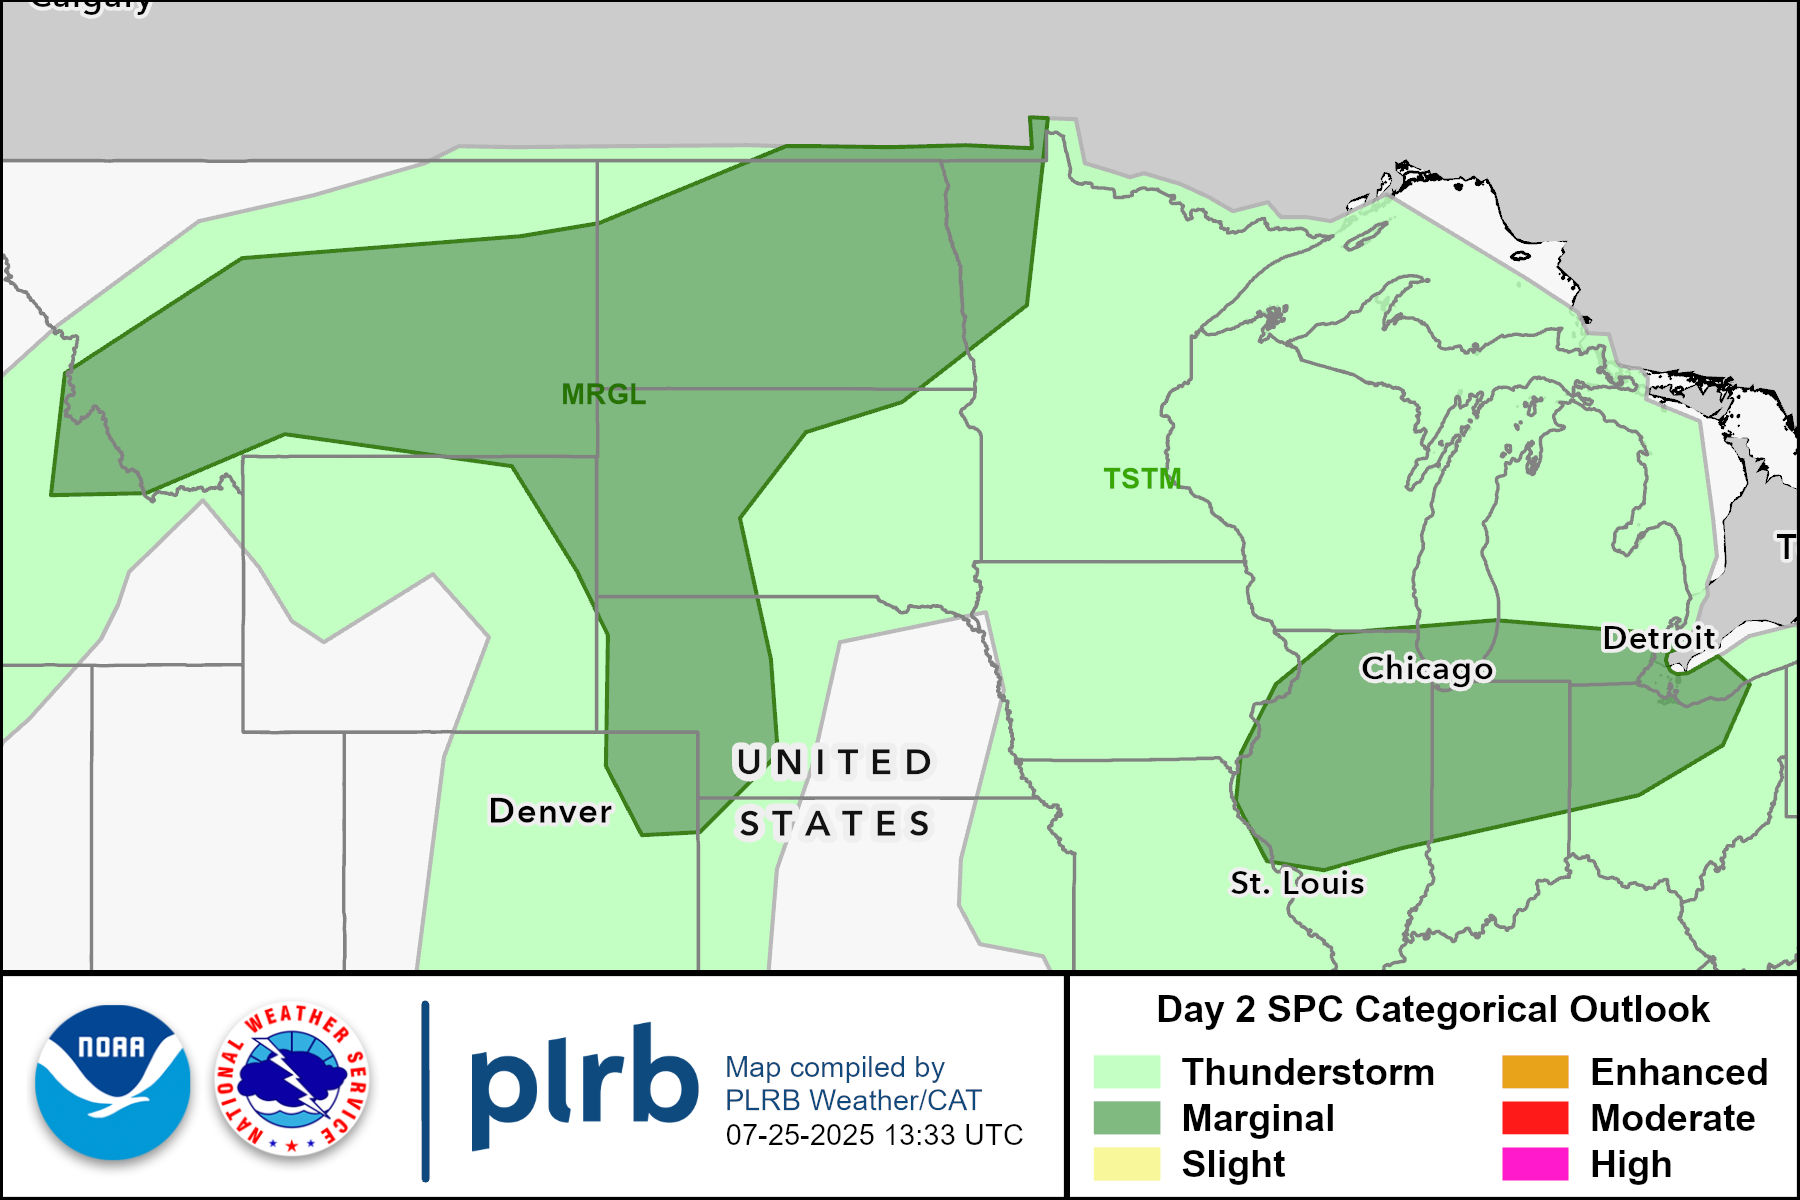 Calgary
MRGL
TSTM
T
Detroit
Chicago
UNITED
STATES
Denver
St. Louis
NOAA
NATIONAL WEATHER SERVICE
plrb
Map compiled by
PLRB Weather/CAT
07-25-2025 13:33 UTC
Day 2 SPC Categorical Outlook
Thunderstorm
Enhanced
Marginal
Moderate
Slight
High